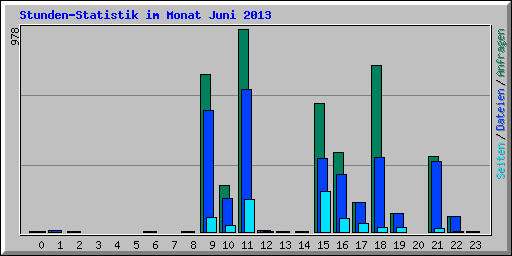 Stunden-Statistik im Monat Juni 2013
978
Seiten / Dateien / Anfragen
0 1 2 3 4 5 6 7 8 9 10 11 12 13 14 15 16 17 18 19 20 21 22 23